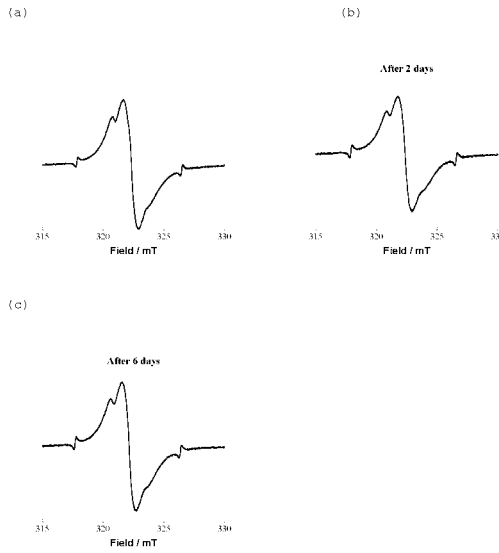 (a)
315 320 325 330
Field / mT
(b)
After 2 days
315 320 325 33
Field / mT
(c)
After 6 days
315 320 325 330
Field / mT